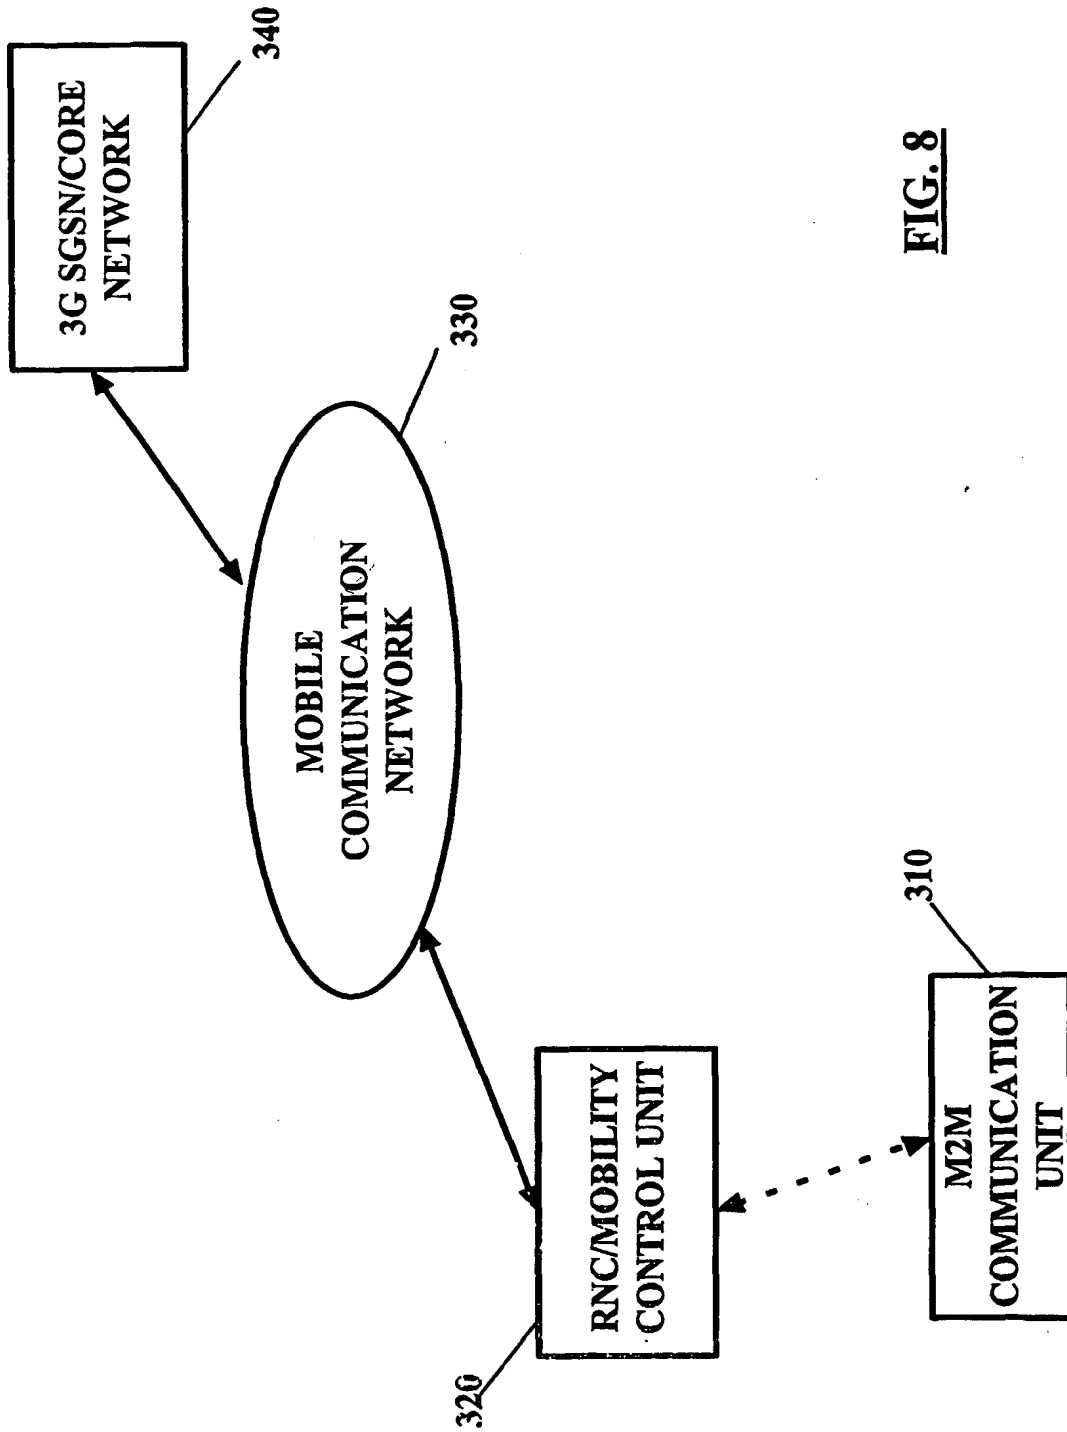 320
RNC/MOBILITY
CONTROL UNIT
M2M
COMMUNICATION
UNIT
310
MOBILE
COMMUNICATION
NETWORK
330
3G SGSN/CORE
NETWORK
340
FIG. 8